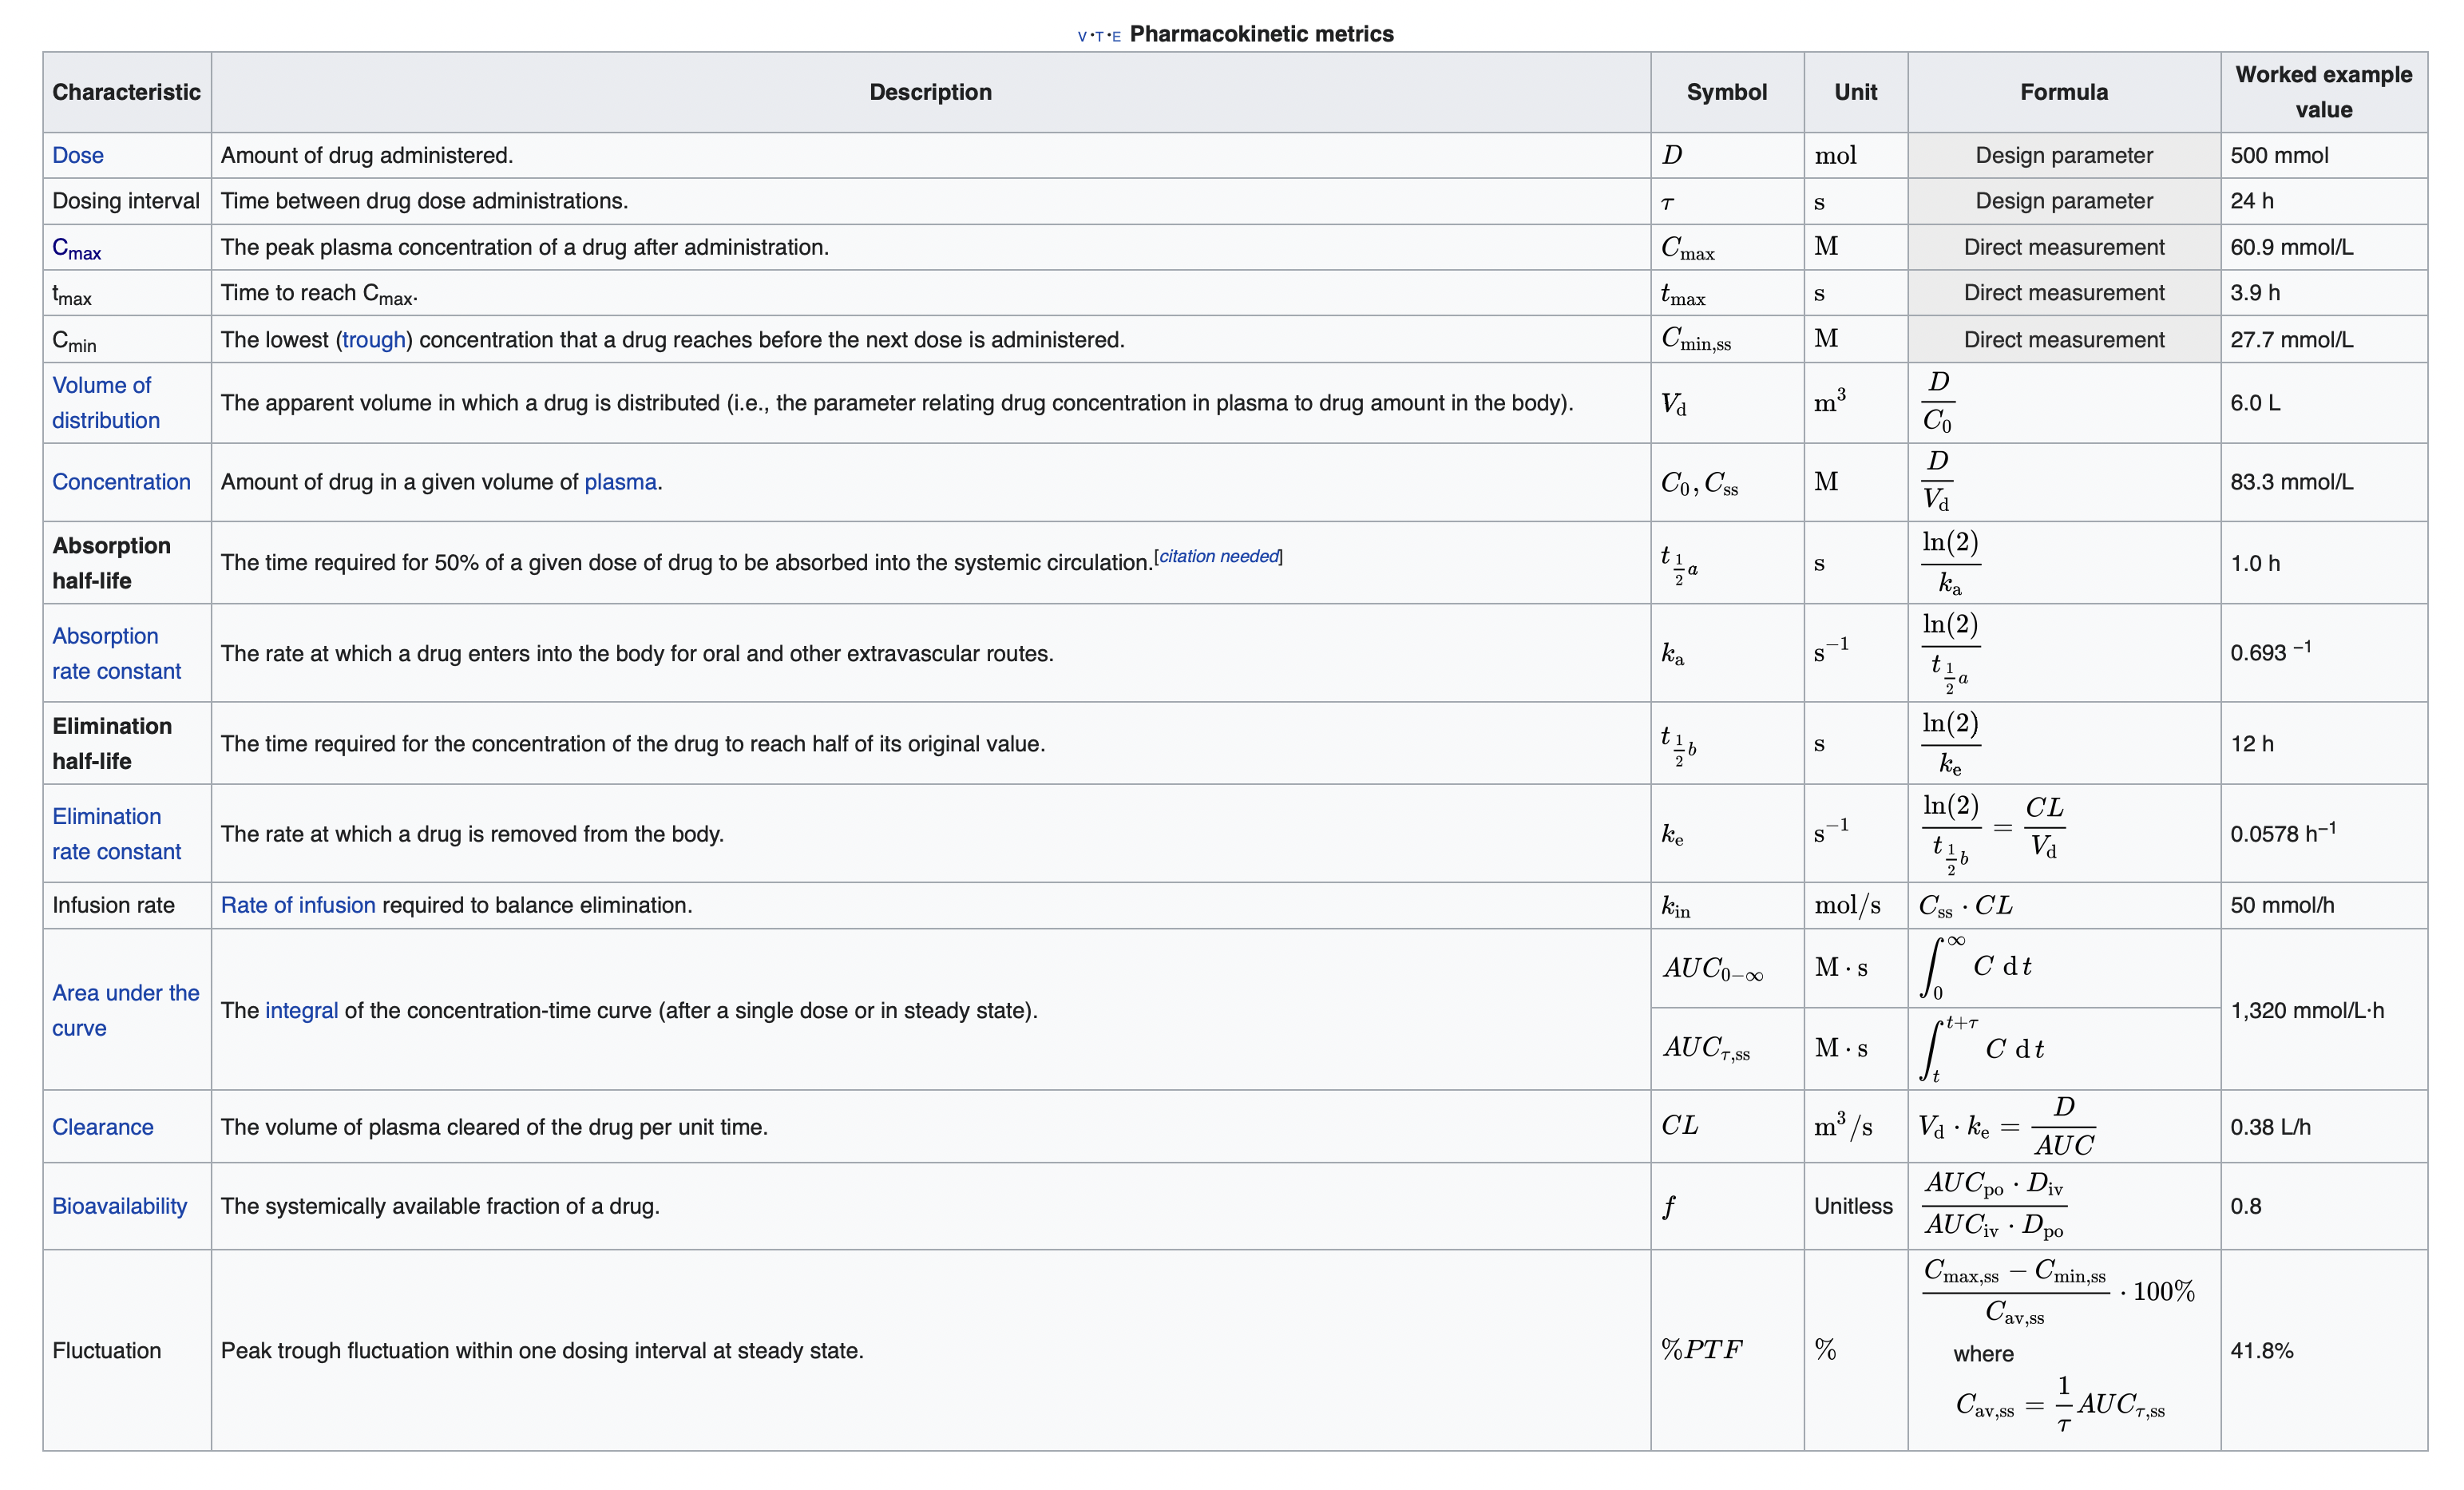 V·T·E Pharmacokinetic metrics
Characteristic Description Symbol Unit Formula Worked example value
Dose Amount of drug administered. D mol Design parameter 500 mmol
Dosing interval Time between drug dose administrations. τ s Design parameter 24 h
Cmax The peak plasma concentration of a drug after administration. Cmax M Direct measurement 60.9 mmol/L
tmax Time to reach Cmax. tmax s Direct measurement 3.9 h
Cmin The lowest (trough) concentration that a drug reaches before the next dose is administered. Cmin,ss M Direct measurement 27.7 mmol/L
Volume of distribution The apparent volume in which a drug is distributed (i.e., the parameter relating drug concentration in plasma to drug amount in the body). Vd m³ D/C0 6.0 L
Concentration Amount of drug in a given volume of plasma. C0, Css M D/Vd 83.3 mmol/L
Absorption half-life The time required for 50% of a given dose of drug to be absorbed into the systemic circulation.[citation needed] t1/2a s ln(2)/ka 1.0 h
Absorption rate constant The rate at which a drug enters into the body for oral and other extravascular routes. ka s⁻¹ ln(2)/t1/2a 0.693 ⁻¹
Elimination half-life The time required for the concentration of the drug to reach half of its original value. t1/2b s ln(2)/ke 12 h
Elimination rate constant The rate at which a drug is removed from the body. ke s⁻¹ ln(2)/t1/2b = CL/Vd 0.0578 h⁻¹
Infusion rate Rate of infusion required to balance elimination. kin mol/s Css · CL 50 mmol/h
Area under the curve The integral of the concentration-time curve (after a single dose or in steady state). AUC0−∞ M · s ∫0^∞ C dt 1,320 mmol/L·h
AUCτ,ss M · s ∫t^t+τ C dt
Clearance The volume of plasma cleared of the drug per unit time. CL m³/s Vd · ke = D/AUC 0.38 L/h
Bioavailability The systemically available fraction of a drug. f Unitless AUCpo · Div / AUCiv · Dpo 0.8
Fluctuation Peak trough fluctuation within one dosing interval at steady state. %PTF % Cmax,ss − Cmin,ss / Cav,ss · 100% 41.8%
where
Cav,ss = 1/τ AUCτ,ss